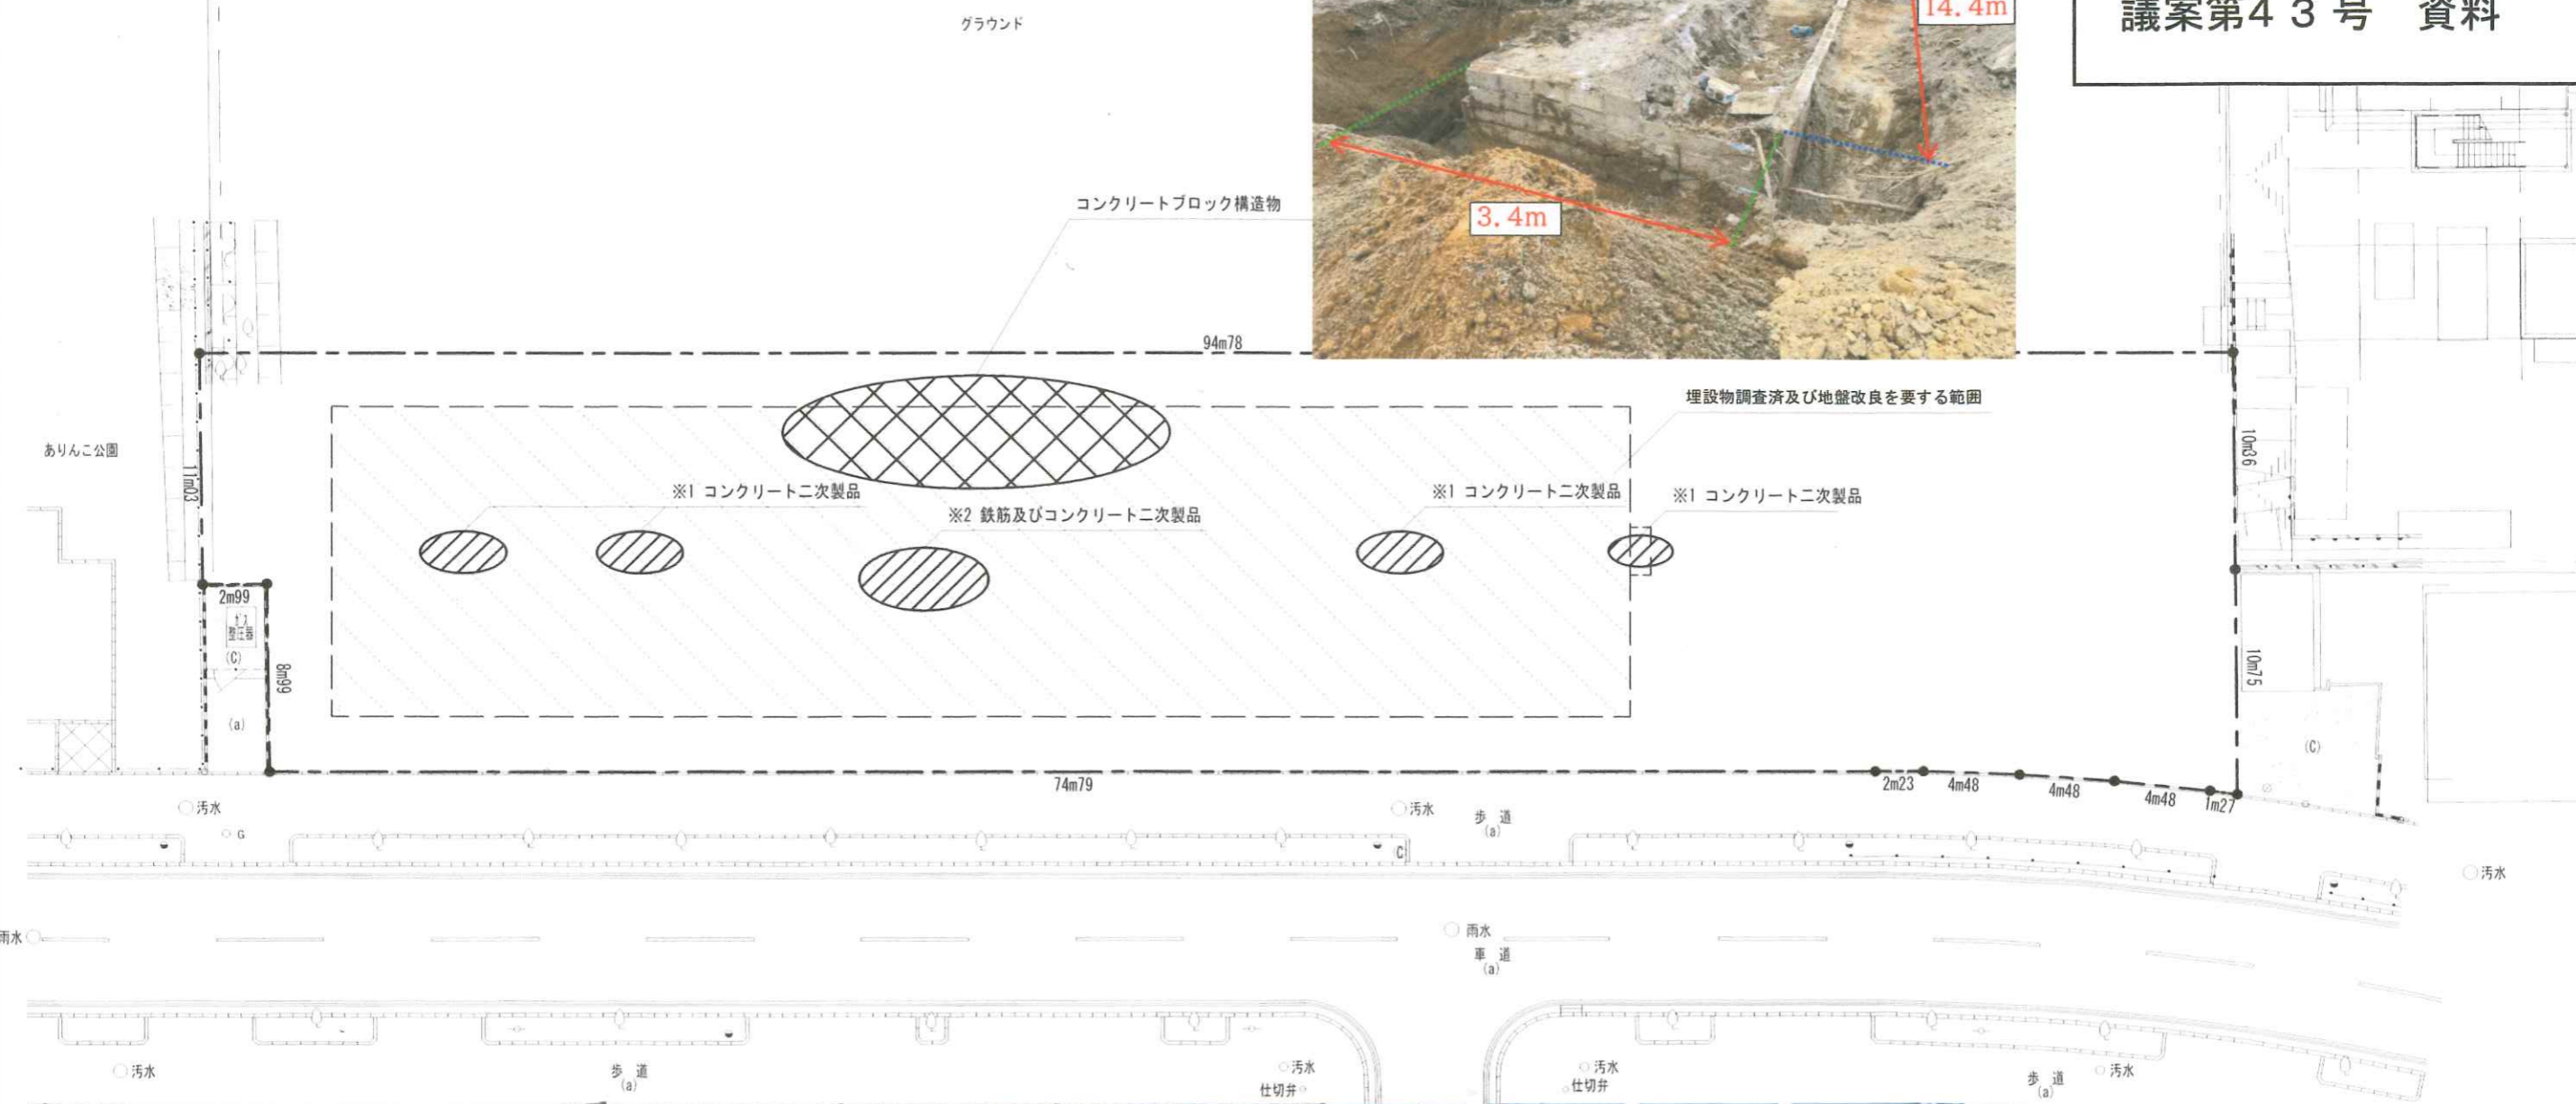 グラウンド
14.4m
議案第43号 資料
コンクリートブロック構造物
3.4m
94m78
埋設物調査済及び地盤改良を要する範囲
ありんこ公園
11m03
10m36
※1 コンクリート二次製品
※2 鉄筋及びコンクリート二次製品
※1 コンクリート二次製品
※1 コンクリート二次製品
2m99
ガス
整圧器
(C)
8m99
(a)
10m75
(C)
74m79
2m23
4m48
4m48
4m48
1m27
汚水
G
汚水
歩道
(a)
C
汚水
雨水
雨水
車道
(a)
汚水
歩道
(a)
汚水
仕切弁
汚水
仕切弁
歩道
(a)
汚水